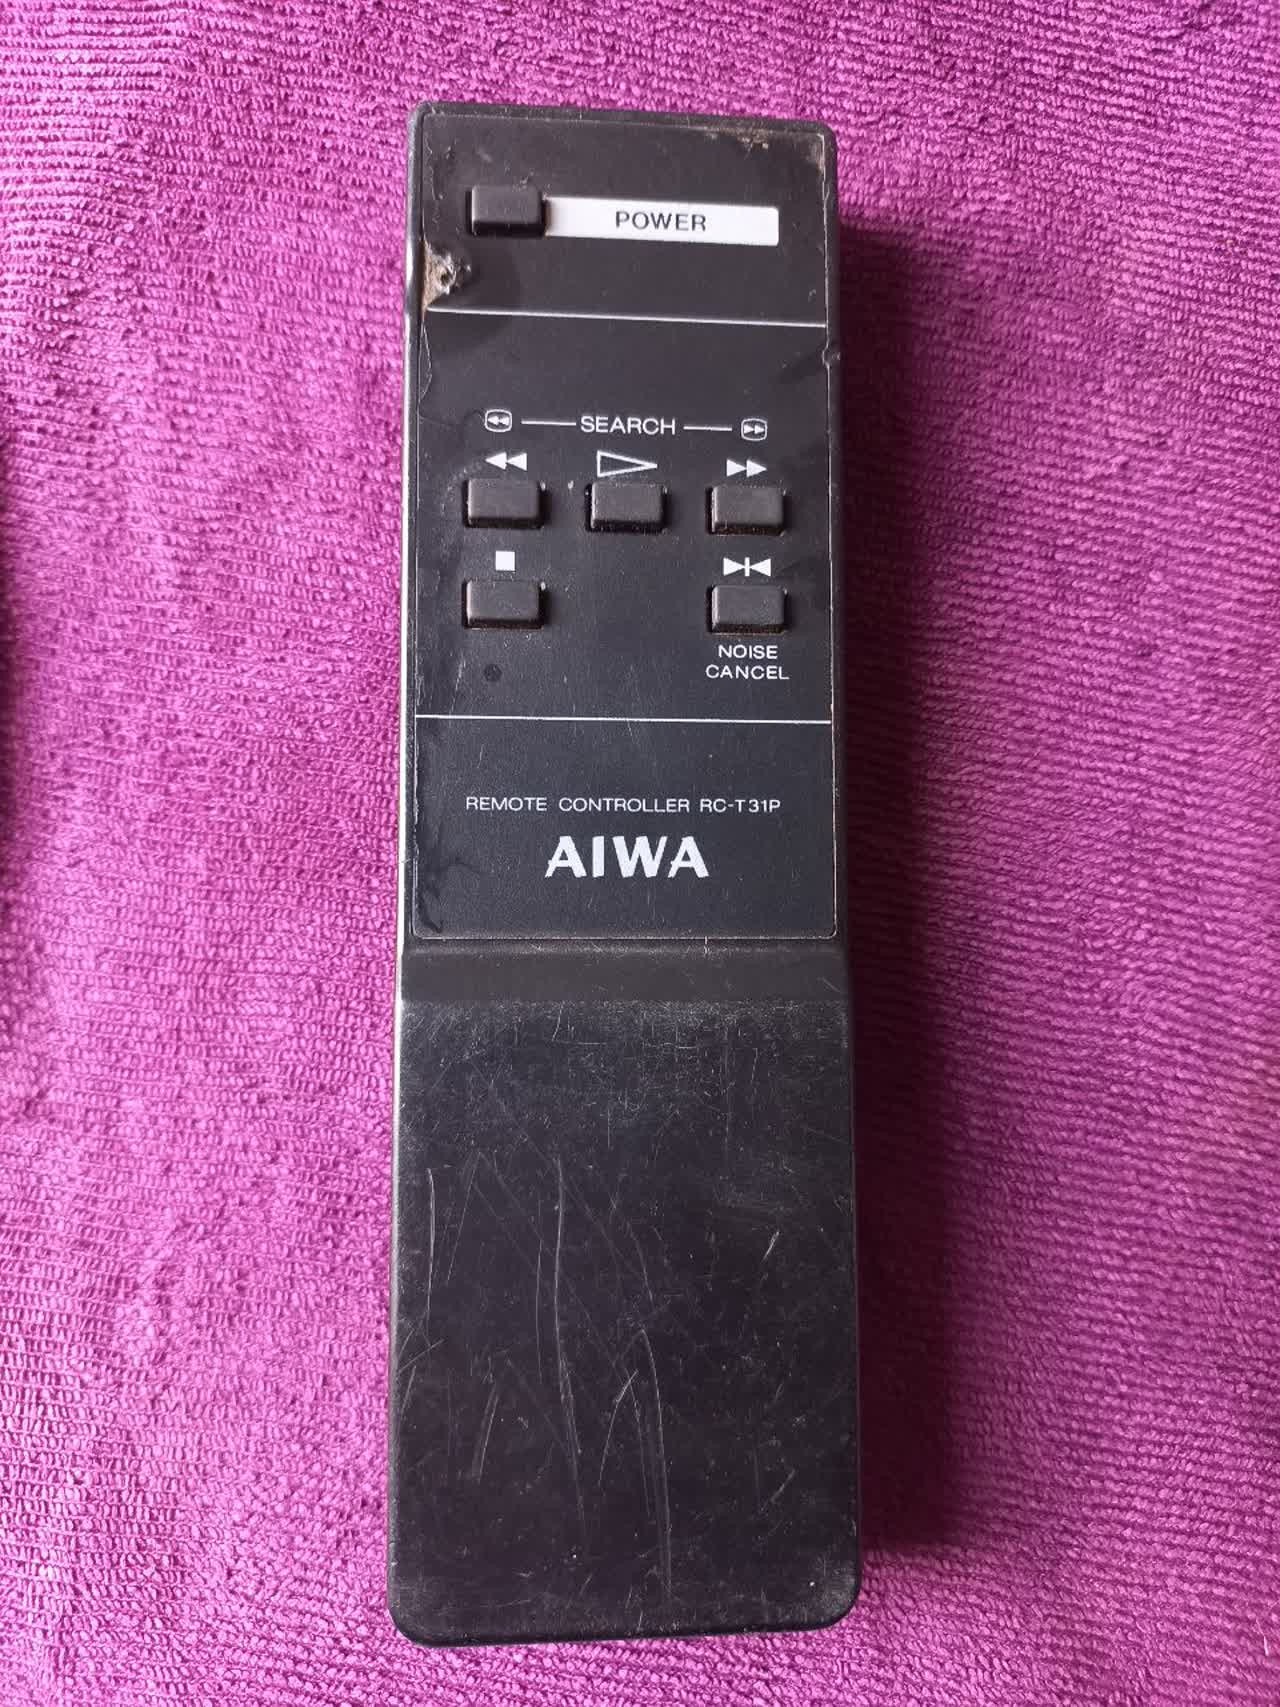 POWER
SEARCH
NOISE
CANCEL
REMOTE CONTROLLER RC-T31P
AIWA